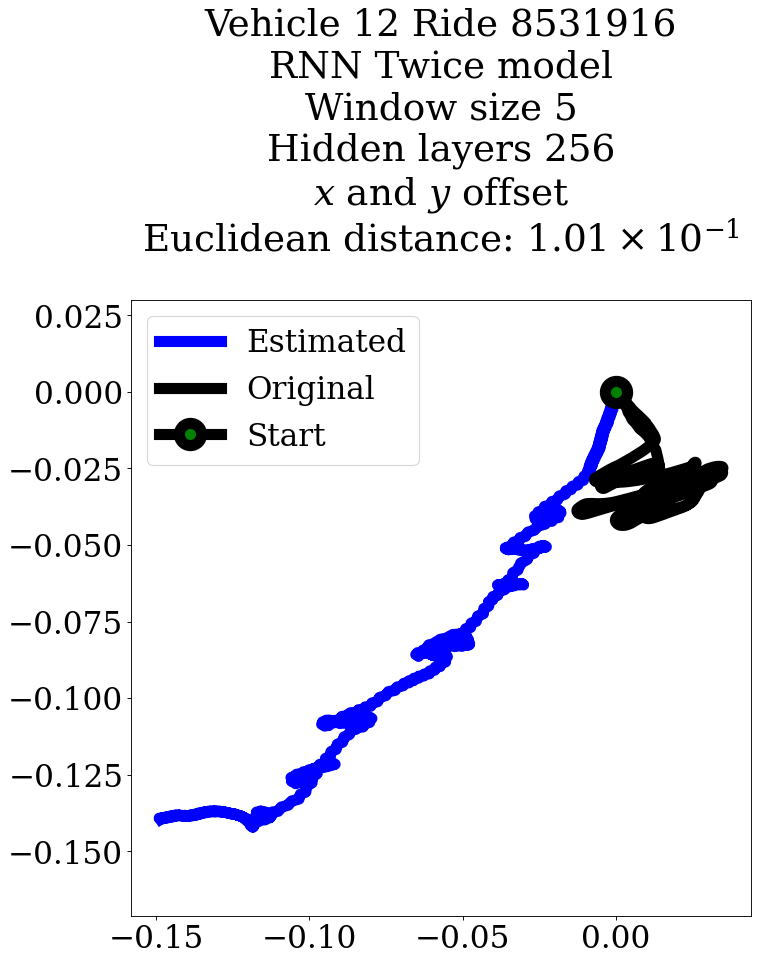 Vehicle 12 Ride 8531916
RNN Twice model
Window size 5
Hidden layers 256
x and y offset
Euclidean distance: 1.01 × 10⁻¹
Estimated
Original
Start
0.025
0.000
−0.025
−0.050
−0.075
−0.100
−0.125
−0.150
−0.15 −0.10 −0.05 0.00